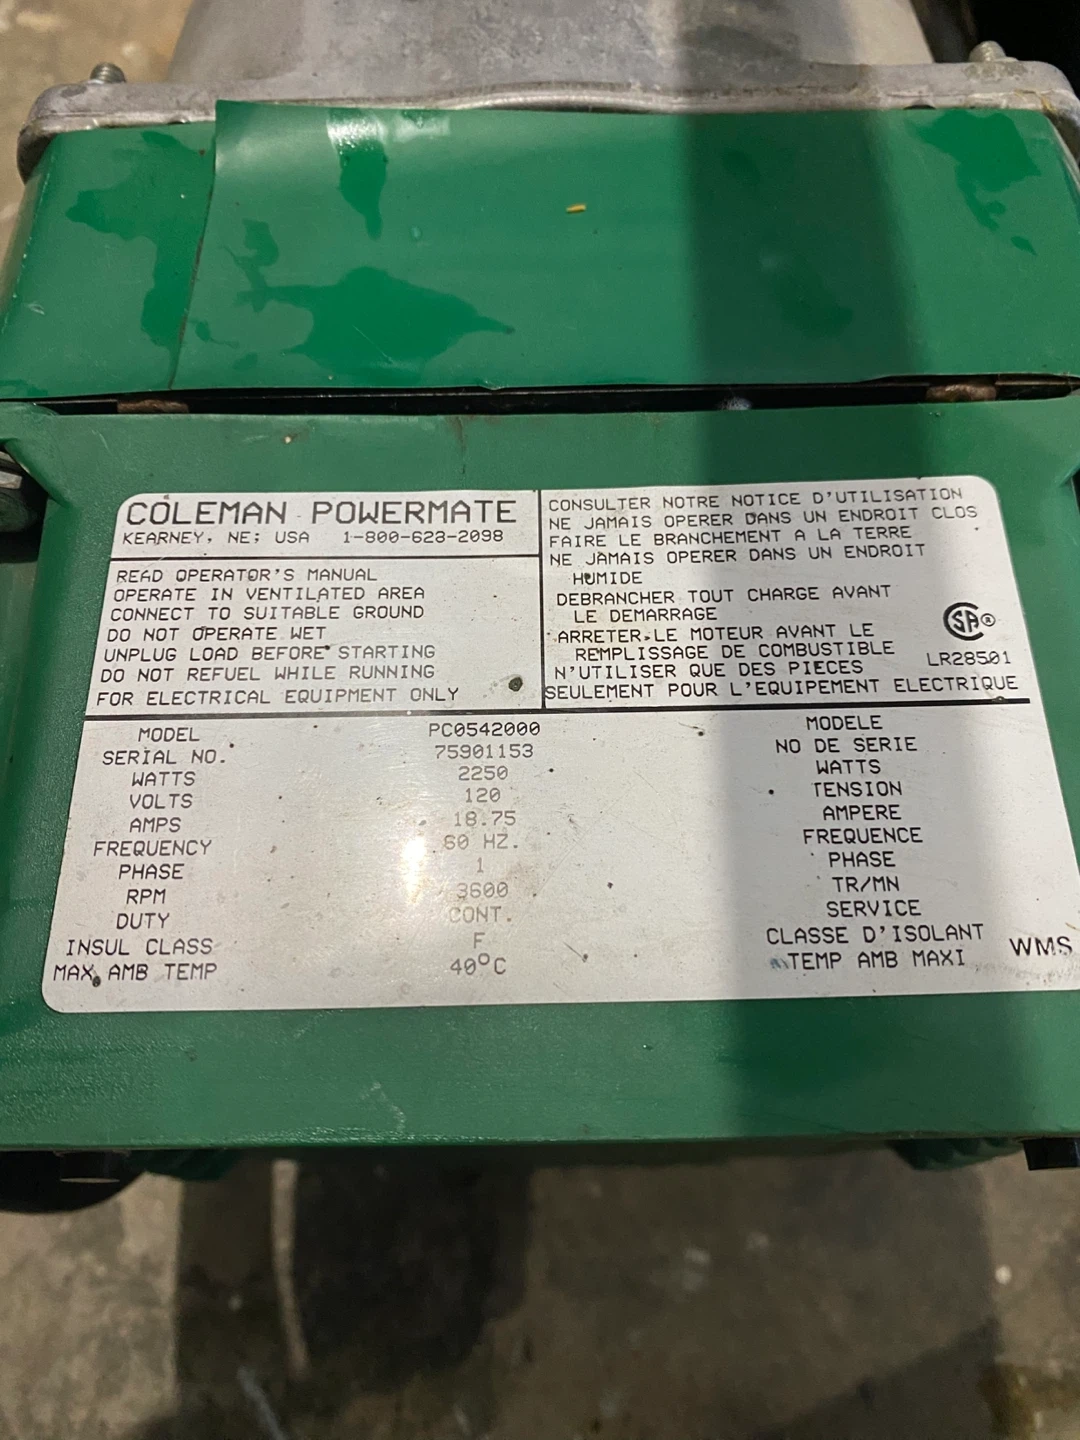 COLEMAN POWERMATE
KEARNEY, NE; USA 1-800-623-2098
READ OPERATOR'S MANUAL
OPERATE IN VENTILATED AREA
CONNECT TO SUITABLE GROUND
DO NOT OPERATE WET
UNPLUG LOAD BEFORE STARTING
DO NOT REFUEL WHILE RUNNING
FOR ELECTRICAL EQUIPMENT ONLY
CONSULTER NOTRE NOTICE D'UTILISATION
NE JAMAIS OPERER DANS UN ENDROIT CLOS
FAIRE LE BRANCHEMENT A LA TERRE
NE JAMAIS OPERER DANS UN ENDROIT
HUMIDE
DEBRANCHER TOUT CHARGE AVANT
LE DEMARRAGE
ARRETER LE MOTEUR AVANT LE
REMPLISSAGE DE COMBUSTIBLE
N'UTILISER QUE DES PIECES
SEULEMENT POUR L'EQUIPEMENT ELECTRIQUE
SA®
LR28501
MODEL PC0542000 MODELE
SERIAL NO. 75901153 NO DE SERIE
WATTS 2250 WATTS
VOLTS 120 TENSION
AMPS 18.75 AMPERE
FREQUENCY 60 HZ. FREQUENCE
PHASE 1 PHASE
RPM 3600 TR/MN
DUTY CONT. SERVICE
INSUL CLASS F CLASSE D'ISOLANT
MAX AMB TEMP 40°C TEMP AMB MAXI
WMS